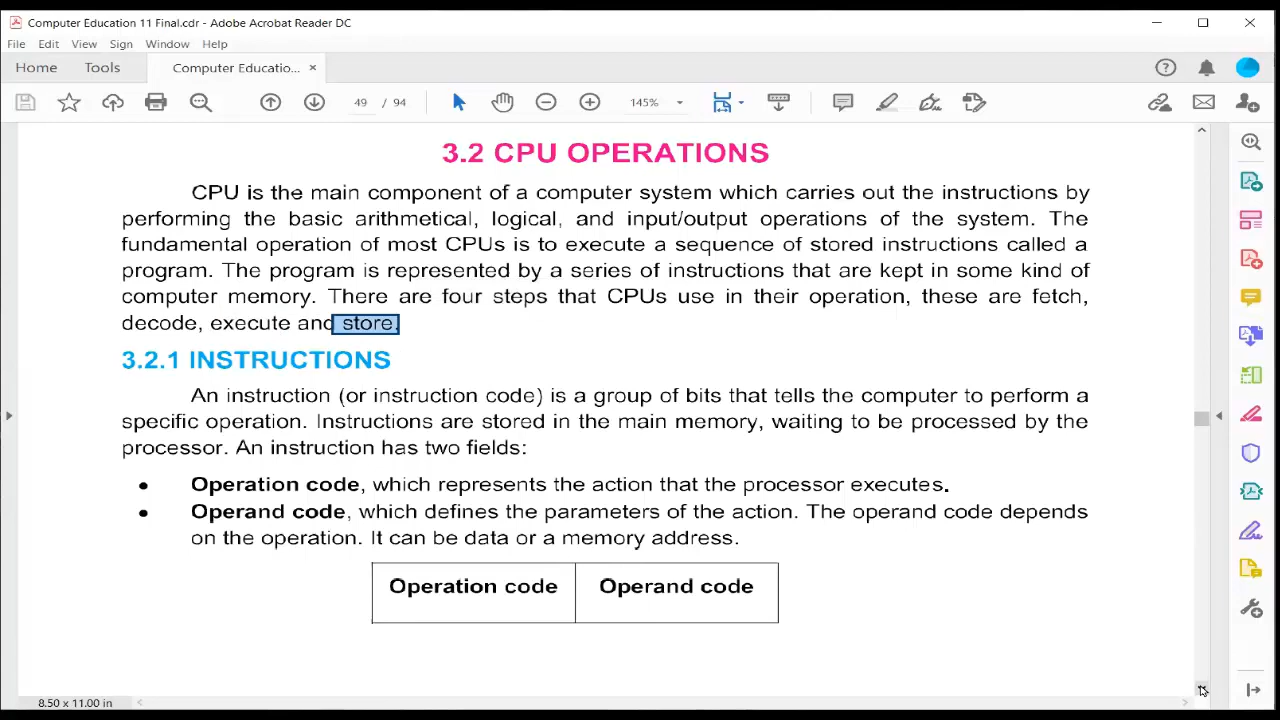 Computer Education 11 Final.cdr - Adobe Acrobat Reader DC
File Edit View Sign Window Help
Home Tools Computer Educatio... ×
49 / 94 145%
3.2 CPU OPERATIONS
CPU is the main component of a computer system which carries out the instructions by
performing the basic arithmetical, logical, and input/output operations of the system. The
fundamental operation of most CPUs is to execute a sequence of stored instructions called a
program. The program is represented by a series of instructions that are kept in some kind of
computer memory. There are four steps that CPUs use in their operation, these are fetch,
decode, execute and store.
3.2.1 INSTRUCTIONS
An instruction (or instruction code) is a group of bits that tells the computer to perform a
specific operation. Instructions are stored in the main memory, waiting to be processed by the
processor. An instruction has two fields:
• Operation code, which represents the action that the processor executes.
• Operand code, which defines the parameters of the action. The operand code depends
on the operation. It can be data or a memory address.
Operation code Operand code
8.50 x 11.00 in